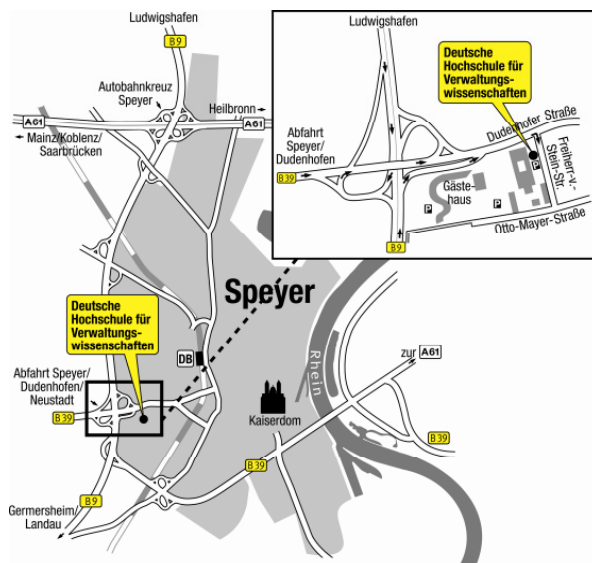 Ludwigshafen
B9
Autobahnkreuz
Speyer
Heilbronn
A61
A61
Mainz/Koblenz/
Saarbrücken
Speyer
Deutsche
Hochschule für
Verwaltungs-
wissenschaften
DB
Abfahrt Speyer/
Dudenhofen/
Neustadt
B39
Kaiserdom
Rhein
zur A61
B39
B39
B9
Germersheim/
Landau
Ludwigshafen
Deutsche
Hochschule für
Verwaltungs-
wissenschaften
Abfahrt
Speyer/
Dudenhofen
B39
Dudenhofer Straße
Freiherr-v.-
Stein-Str.
Gäste-
haus
P
P
Otto-Mayer-Straße
B9